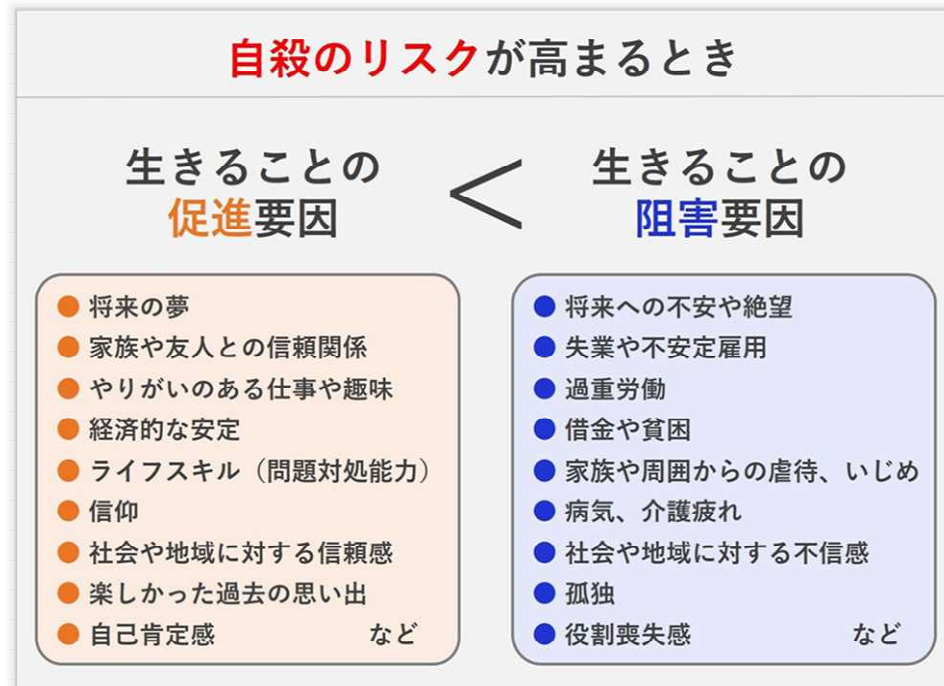 自殺のリスクが高まるとき
生きることの
促進要因
<
生きることの
阻害要因
● 将来の夢
● 家族や友人との信頼関係
● やりがいのある仕事や趣味
● 経済的な安定
● ライフスキル（問題対処能力）
● 信仰
● 社会や地域に対する信頼感
● 楽しかった過去の思い出
● 自己肯定感 など
● 将来への不安や絶望
● 失業や不安定雇用
● 過重労働
● 借金や貧困
● 家族や周囲からの虐待、いじめ
● 病気、介護疲れ
● 社会や地域に対する不信感
● 孤独
● 役割喪失感 など